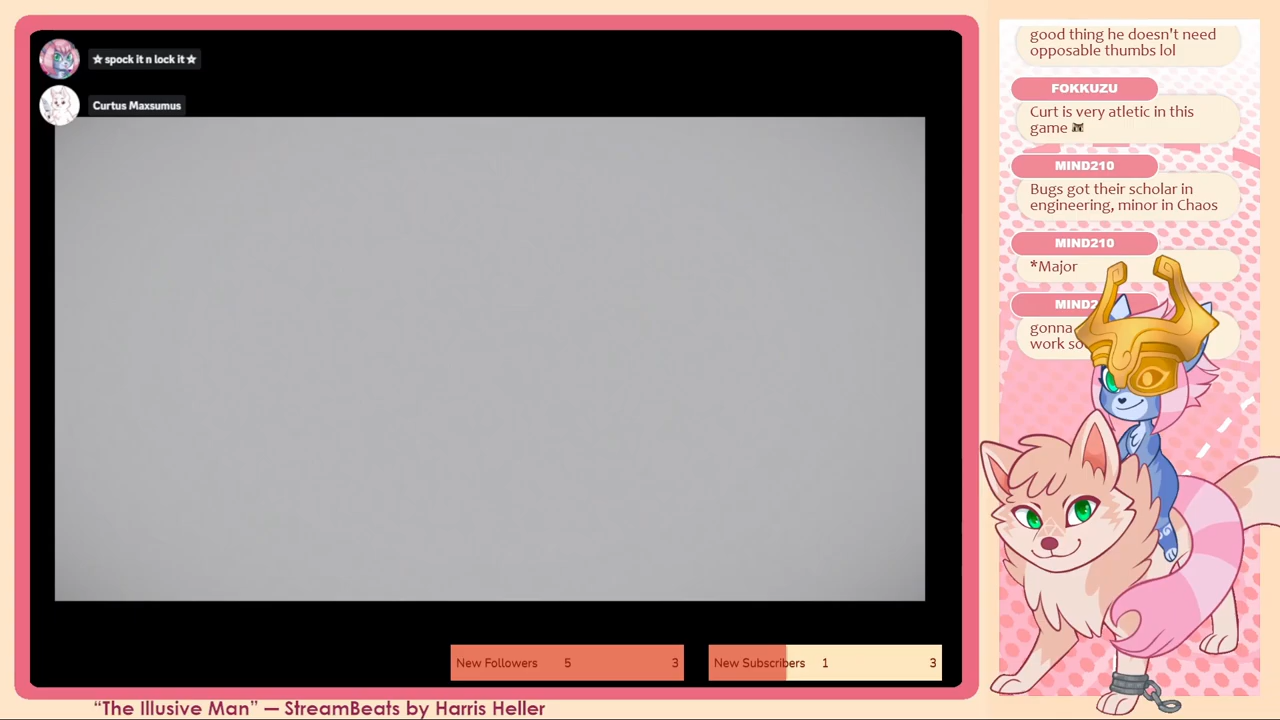 ★ spock it n lock it ★
Curtus Maxsumus
New Followers 5 3
New Subscribers 1 3
“The Illusive Man” — StreamBeats by Harris Heller
good thing he doesn't need
opposable thumbs lol
FOKKUZU
Curt is very atletic in this
game
MIND210
Bugs got their scholar in
engineering, minor in Chaos
MIND210
*Major
MIND2
gonna
work so